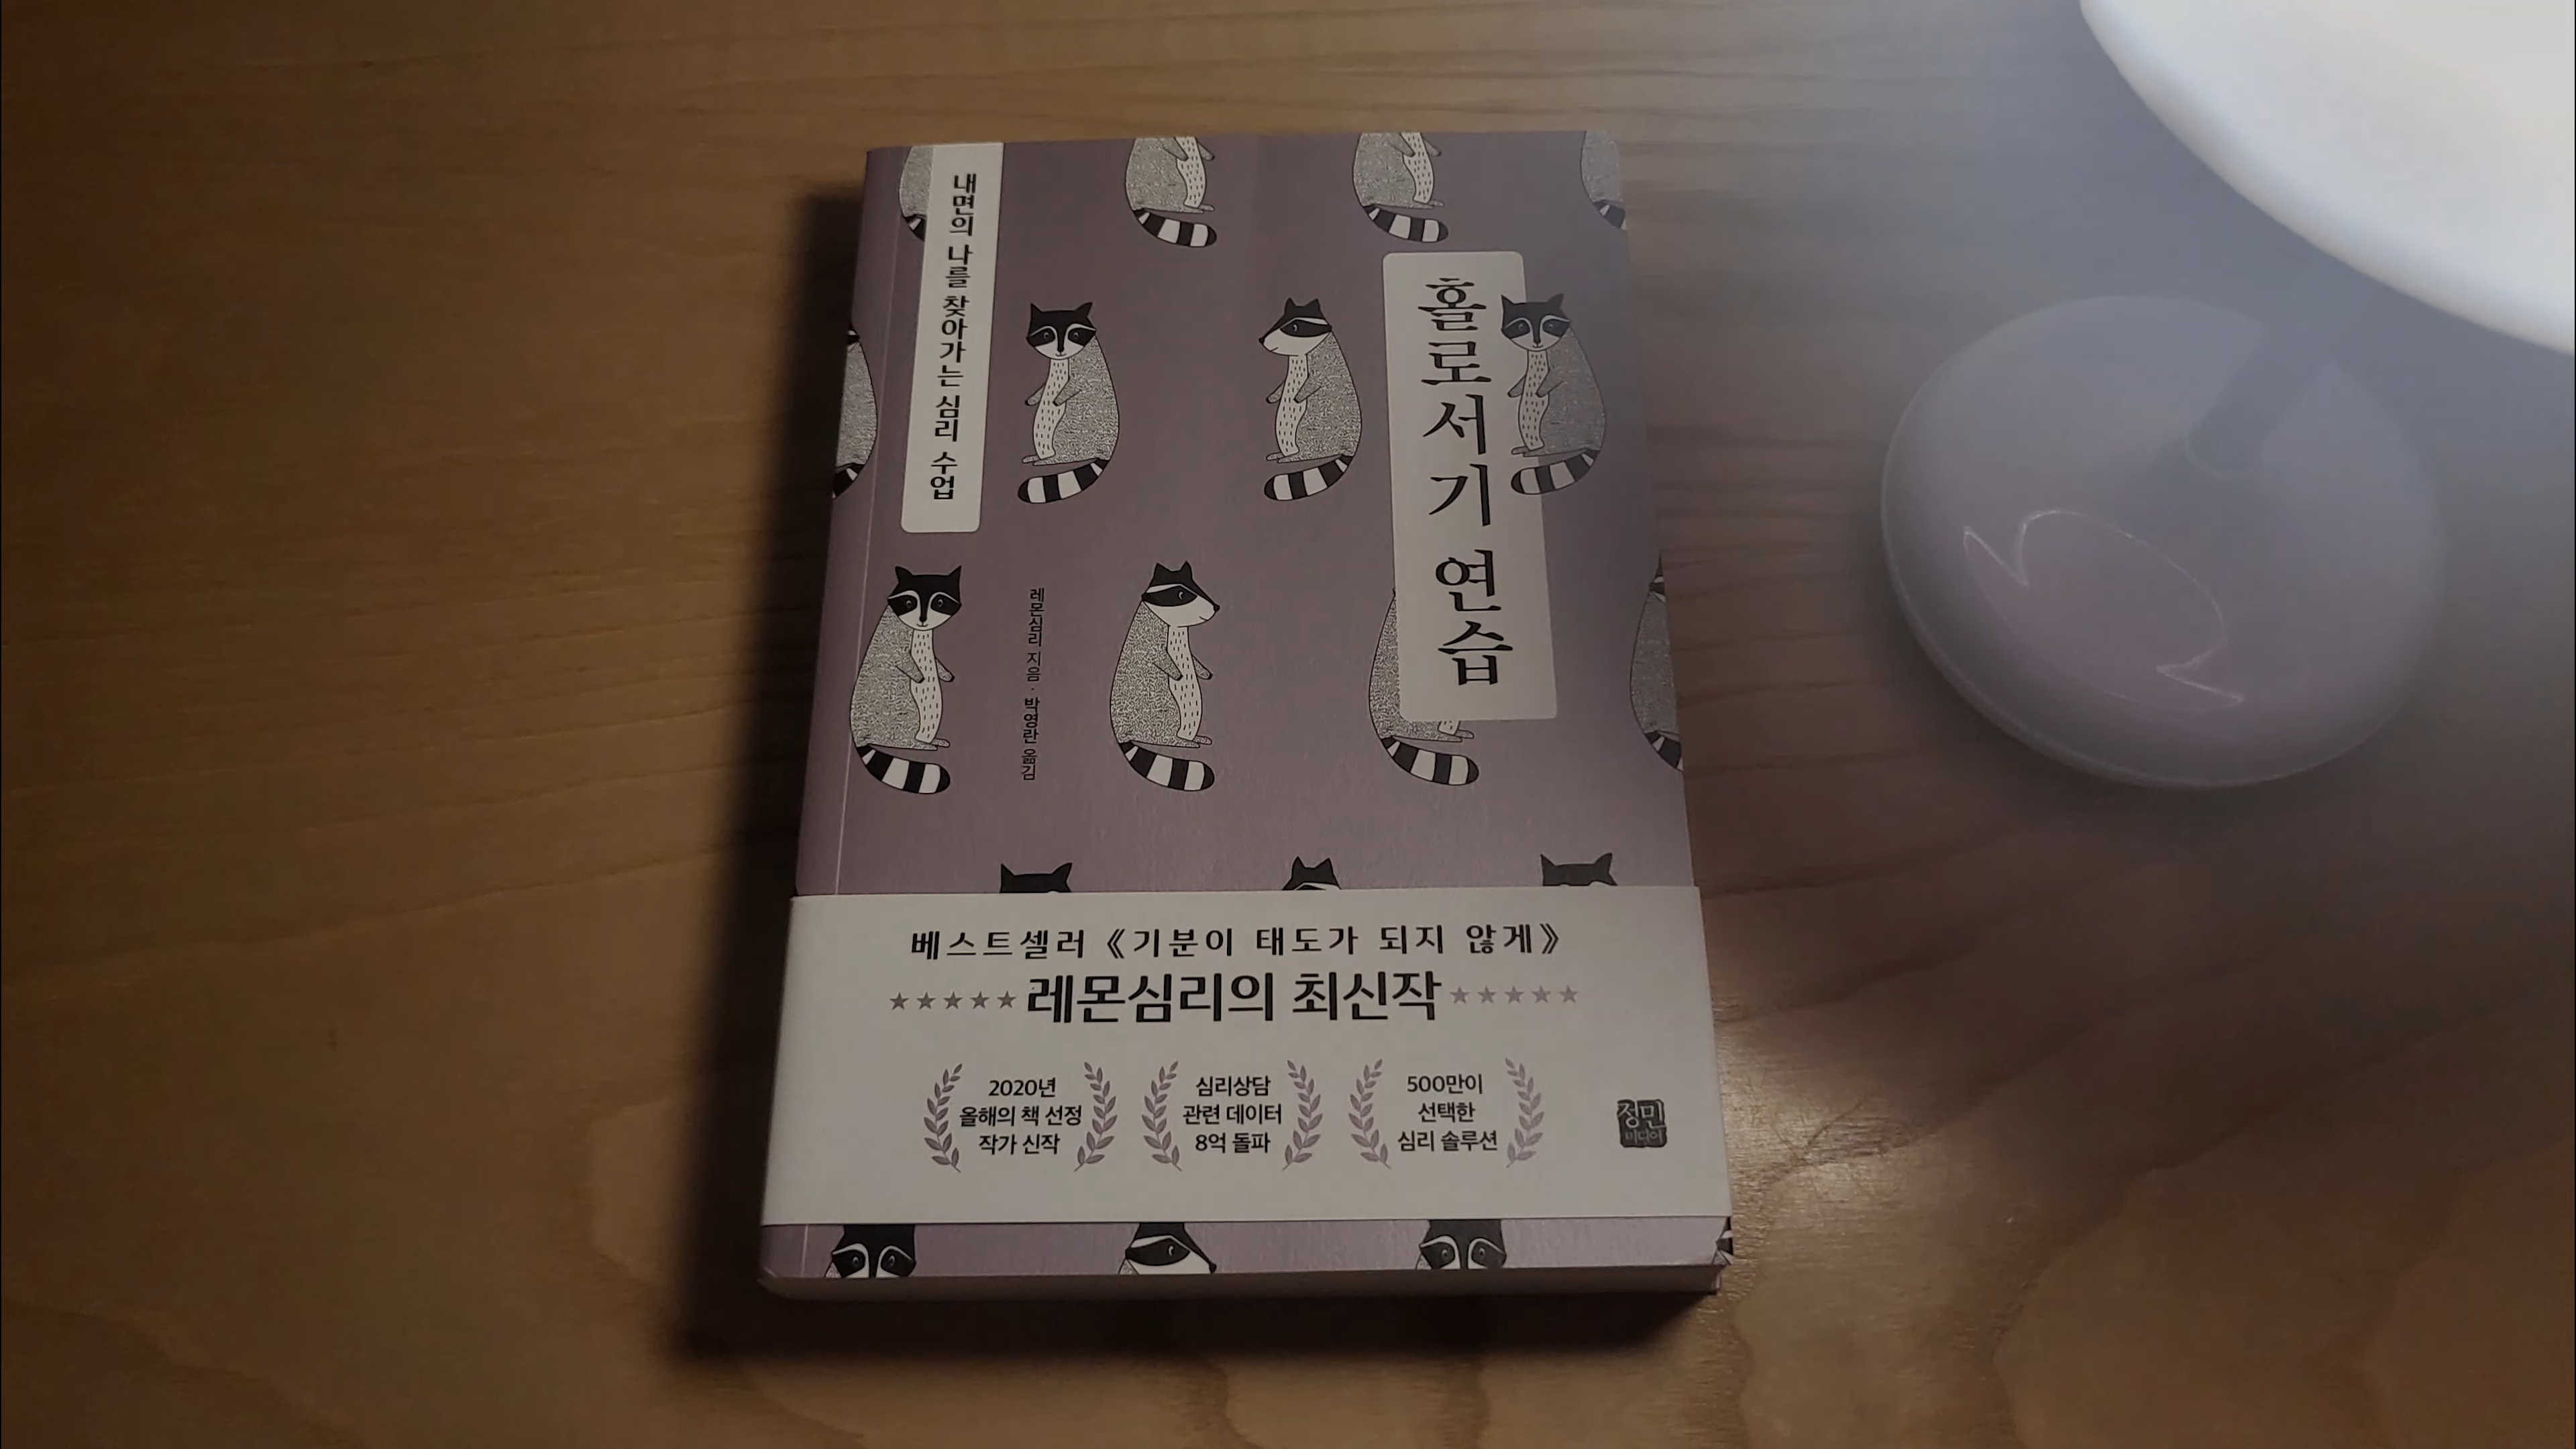 내면의 나를 찾아가는 심리 수업
홀로서기 연습
레몬심리 지음 · 박영란 옮김
베스트셀러 《기분이 태도가 되지 않게》
★★★★★ 레몬심리의 최신작 ★★★★★
2020년
올해의 책 선정
작가 신작
심리상담
관련 데이터
8억 돌파
500만이
선택한
심리 솔루션
정민
미디어